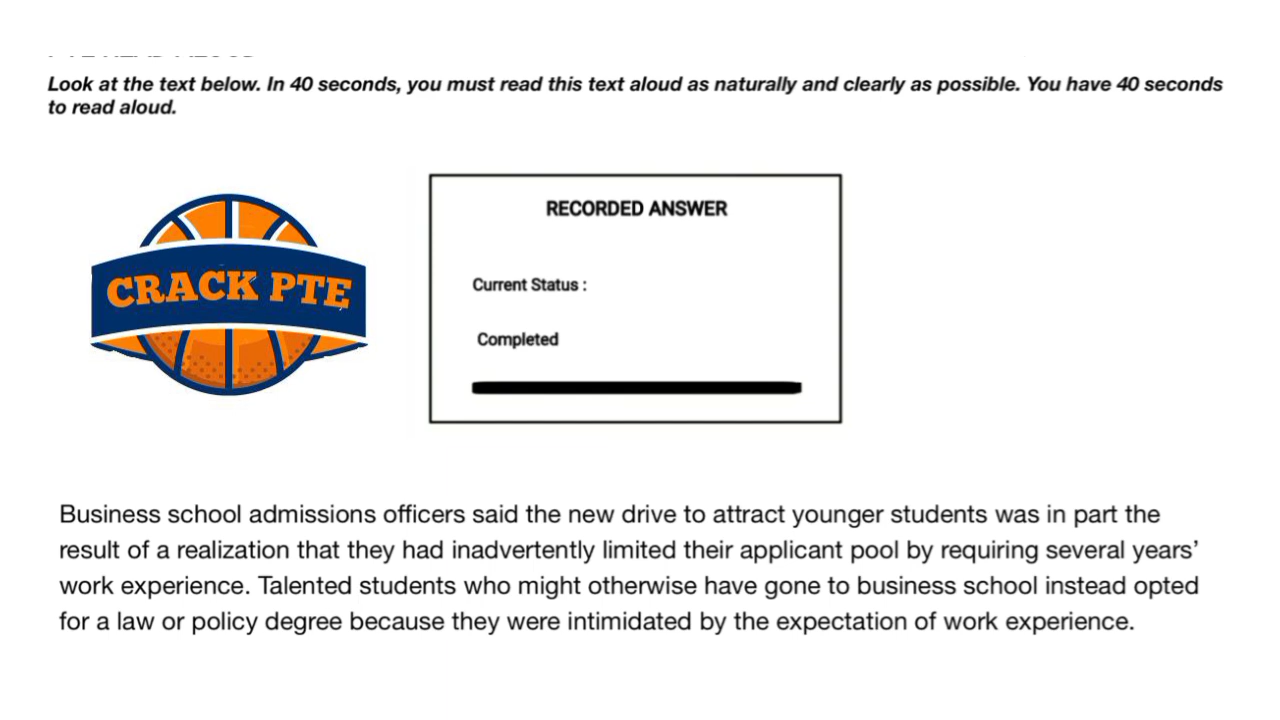 Look at the text below. In 40 seconds, you must read this text aloud as naturally and clearly as possible. You have 40 seconds
to read aloud.
CRACK PTE
RECORDED ANSWER
Current Status :
Completed
Business school admissions officers said the new drive to attract younger students was in part the
result of a realization that they had inadvertently limited their applicant pool by requiring several years’
work experience. Talented students who might otherwise have gone to business school instead opted
for a law or policy degree because they were intimidated by the expectation of work experience.